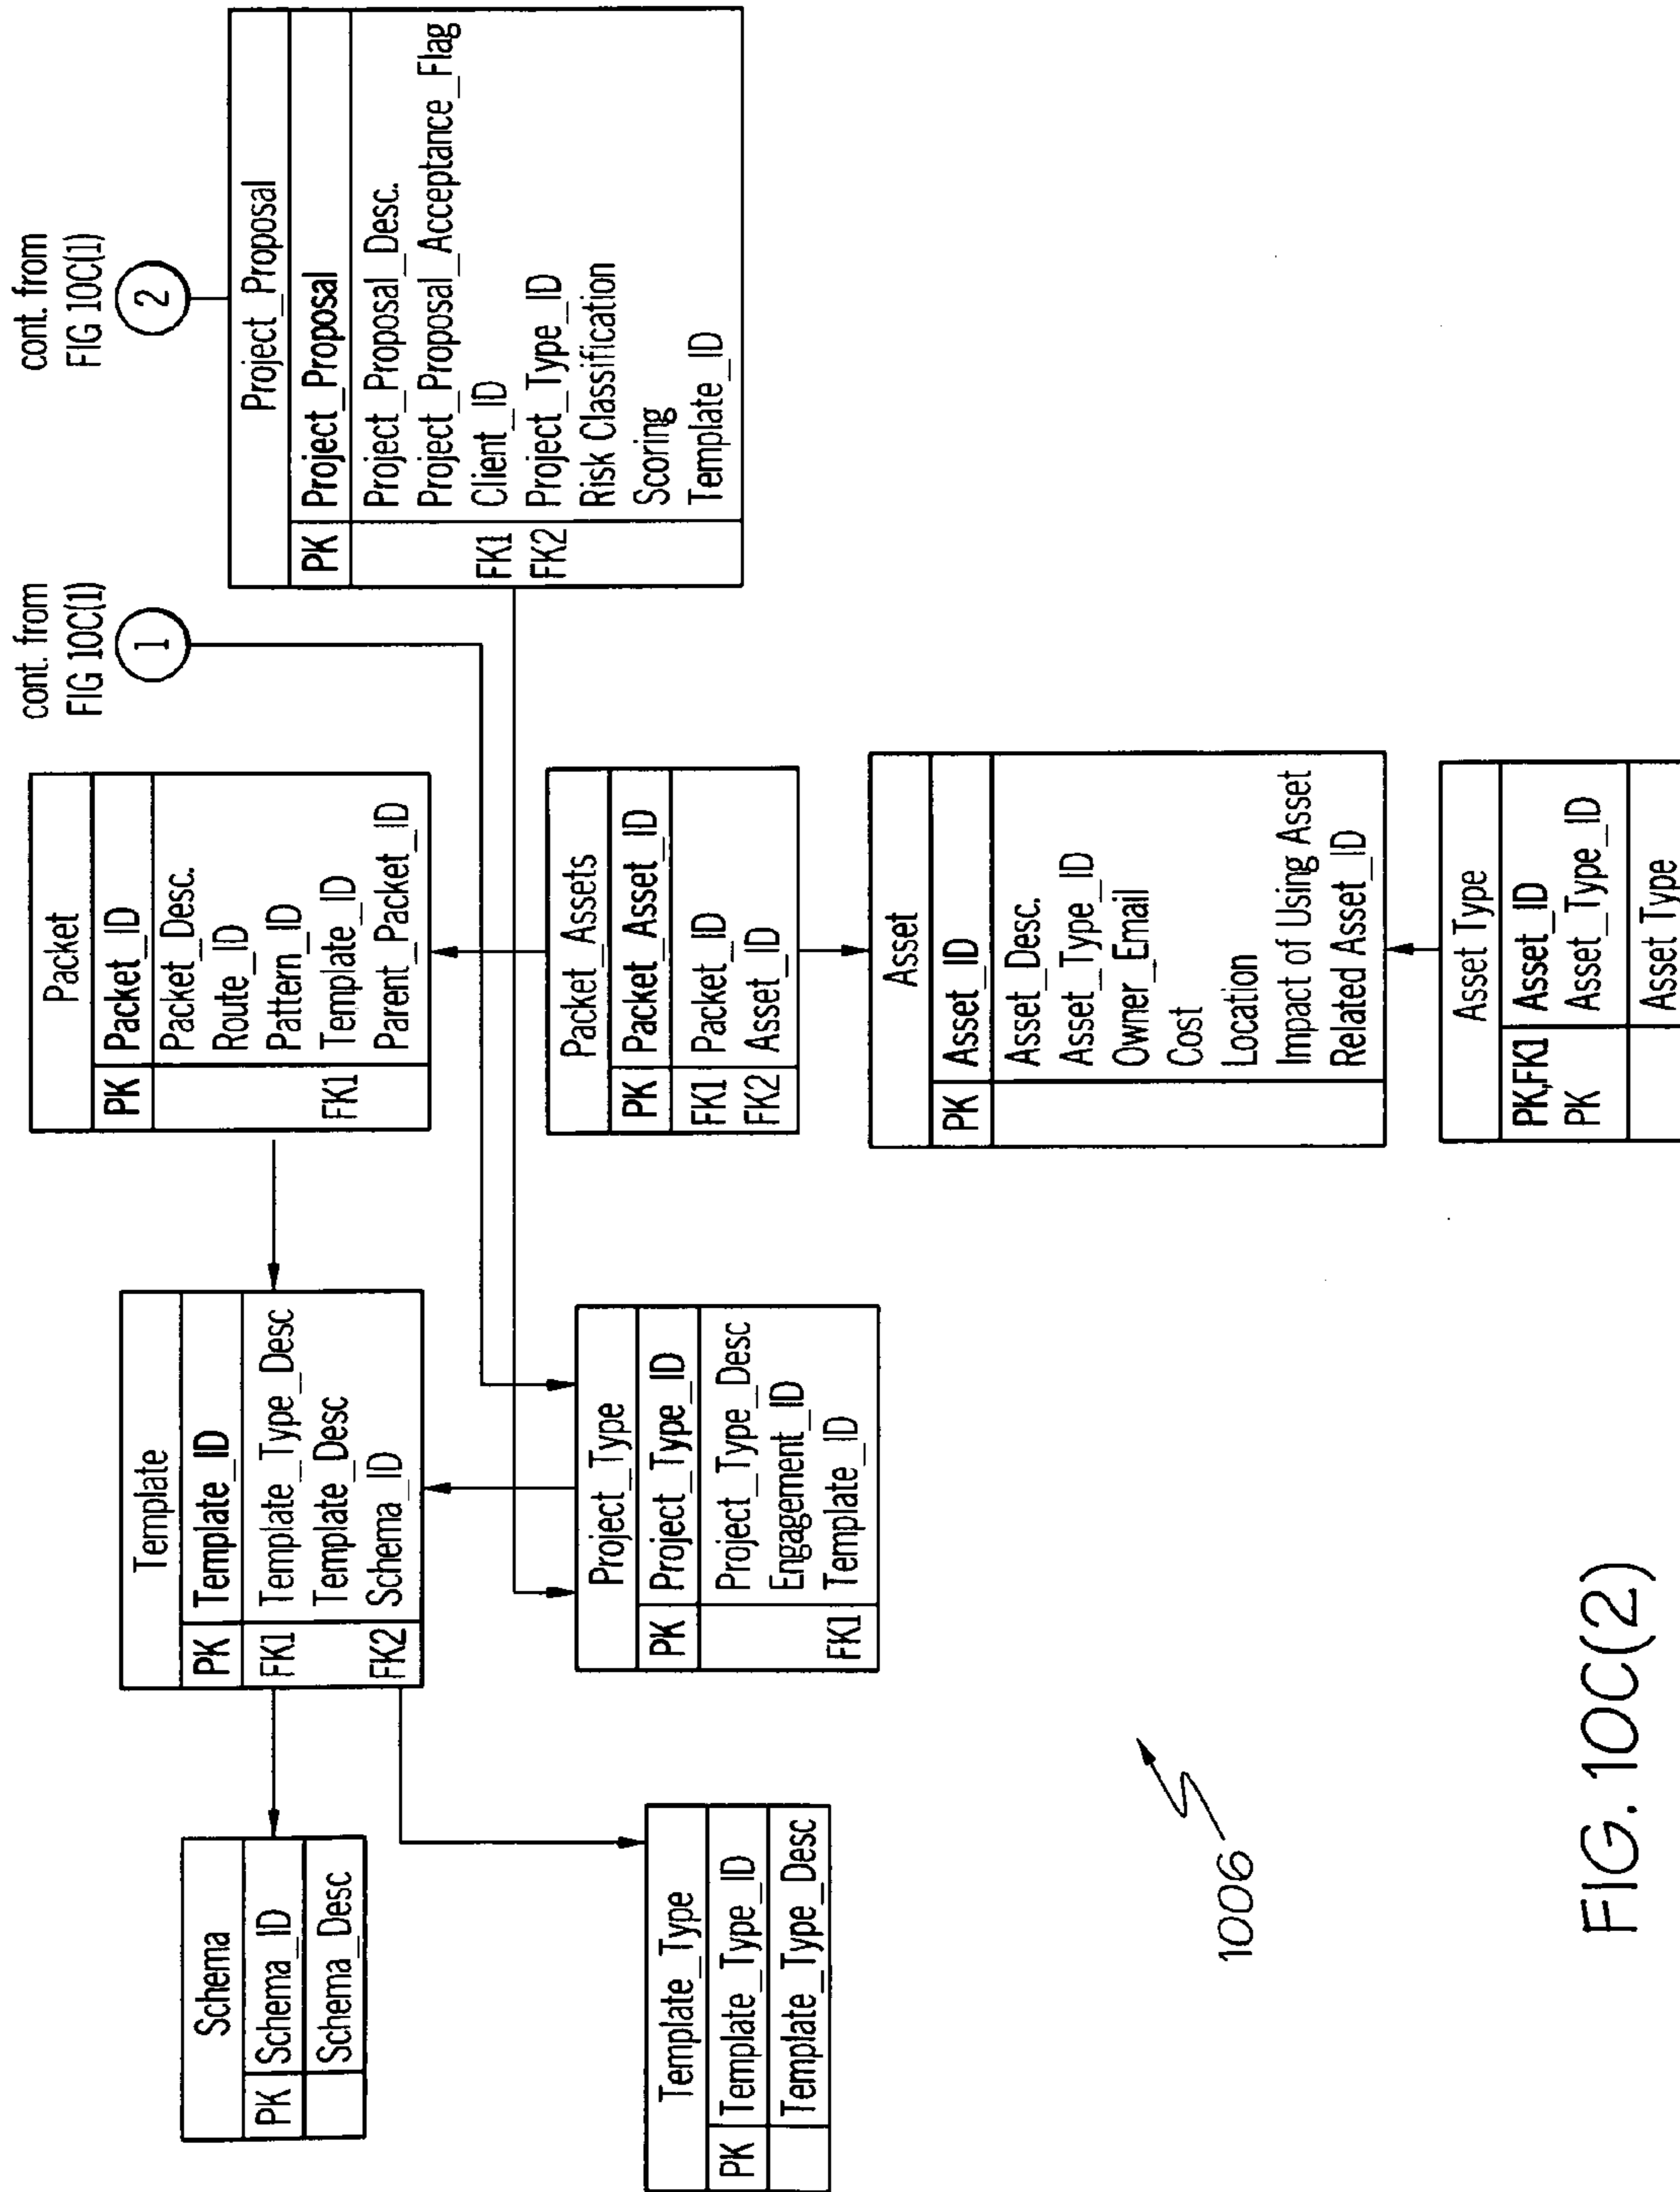 cont. from
FIG 10C(1)
1
cont. from
FIG 10C(1)
2
Schema
PK Schema_ID
Schema_Desc
Template_Type
PK Template_Type_ID
Template_Type_Desc
Template
PK Template_ID
FK1 Template_Type_Desc
Template_Desc
FK2 Schema_ID
Project_Type
PK Project_Type_ID
Project_Type_Desc
Engagement_ID
FK1 Template_ID
Packet
PK Packet_ID
Packet_Desc.
Route_ID
Pattern_ID
FK1 Template_ID
Parent_Packet_ID
Packet_Assets
PK Packet_Asset_ID
FK1 Packet_ID
FK2 Asset_ID
Asset
PK Asset_ID
Asset_Desc.
Asset_Type_ID
Owner_Email
Cost
Location
Impact of Using Asset
Related Asset_ID
Asset Type
PK,FK1 Asset_ID
PK Asset_Type_ID
Asset Type
Project_Proposal
PK Project_Proposal
Project_Proposal_Desc.
Project_Proposal_Acceptance_Flag
FK1 Client_ID
FK2 Project_Type_ID
Risk Classification
Scoring
Template_ID
1006
FIG. 10C(2)